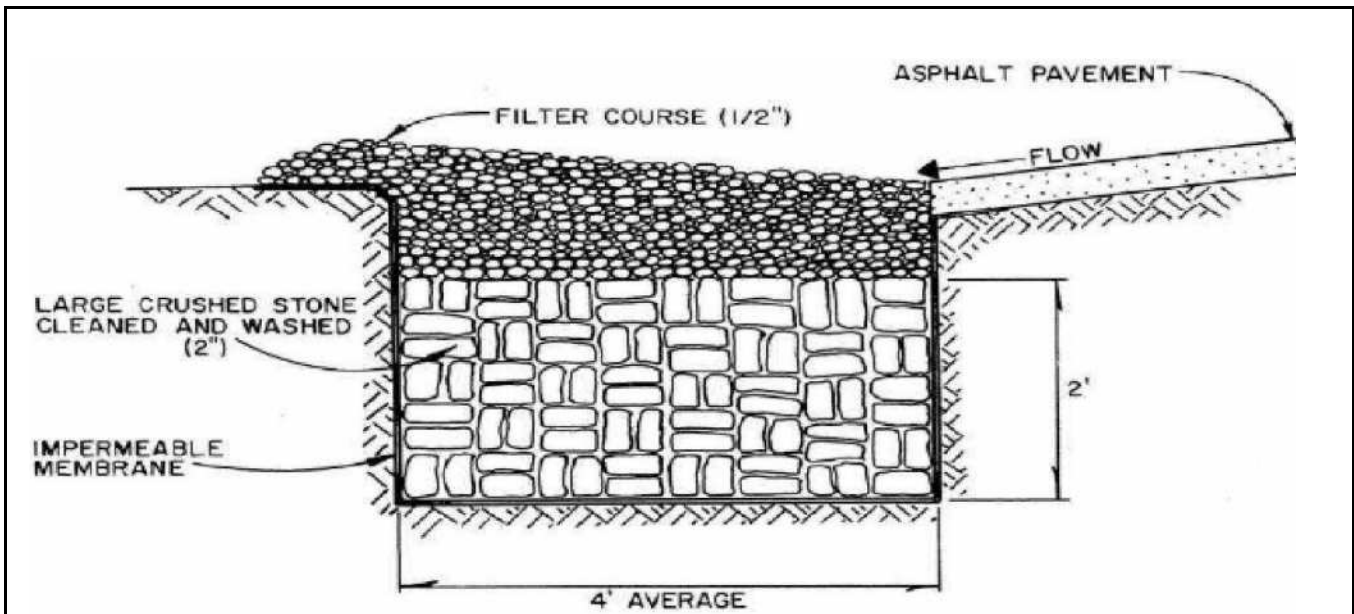 ASPHALT PAVEMENT
FILTER COURSE (1/2")
FLOW
LARGE CRUSHED STONE
CLEANED AND WASHED
(2")
2'
IMPERMEABLE
MEMBRANE
4' AVERAGE